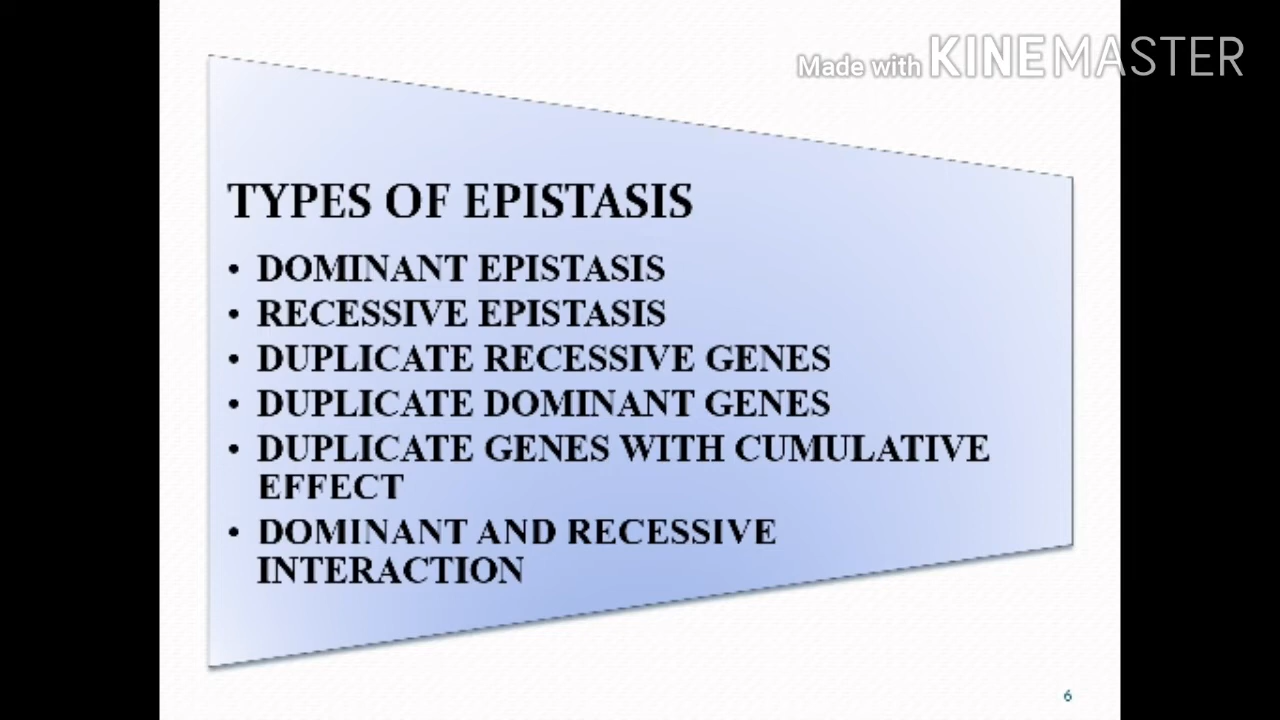 Made with KINEMASTER
TYPES OF EPISTASIS
• DOMINANT EPISTASIS
• RECESSIVE EPISTASIS
• DUPLICATE RECESSIVE GENES
• DUPLICATE DOMINANT GENES
• DUPLICATE GENES WITH CUMULATIVE
EFFECT
• DOMINANT AND RECESSIVE
INTERACTION
6